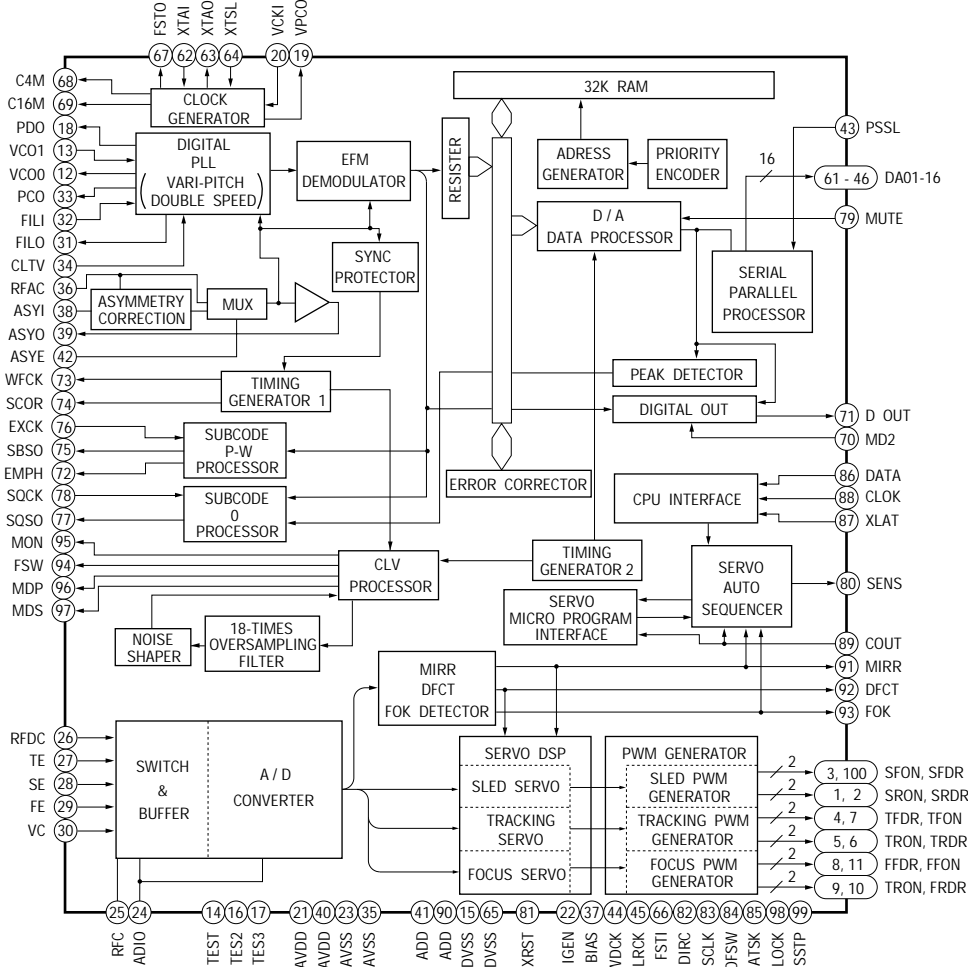 FSTO
XTAI
XTAO
XTSL
VCKI
VPCO
67
62
63
64
20
19
C4M 68
C16M 69
PDO 18
VCO1 13
VCO0 12
PCO 33
FILI 32
FILO 31
CLTV 34
RFAC 36
ASYI 38
ASYO 39
ASYE 42
WFCK 73
SCOR 74
EXCK 76
SBSO 75
EMPH 72
SQCK 78
SQSO 77
MON 95
FSW 94
MDP 96
MDS 97
CLOCK
GENERATOR
DIGITAL
PLL
( VARI-PITCH
DOUBLE SPEED )
EFM
DEMODULATOR
RESISTER
32K RAM
ADRESS
GENERATOR
PRIORITY
ENCODER
16
D / A
DATA PROCESSOR
SYNC
PROTECTOR
SERIAL
PARALLEL
PROCESSOR
ASYMMETRY
CORRECTION
MUX
TIMING
GENERATOR 1
PEAK DETECTOR
DIGITAL OUT
SUBCODE
P-W
PROCESSOR
SUBCODE
0
PROCESSOR
ERROR CORRECTOR
CPU INTERFACE
CLV
PROCESSOR
TIMING
GENERATOR 2
SERVO
AUTO
SEQUENCER
SERVO
MICRO PROGRAM
INTERFACE
NOISE
SHAPER
18-TIMES
OVERSAMPLING
FILTER
MIRR
DFCT
FOK DETECTOR
43 PSSL
61 - 46 DA01-16
79 MUTE
71 D OUT
70 MD2
86 DATA
88 CLOK
87 XLAT
80 SENS
89 COUT
91 MIRR
92 DFCT
93 FOK
RFDC 26
TE 27
SE 28
FE 29
VC 30
SWITCH
& BUFFER
A / D
CONVERTER
SERVO DSP
SLED SERVO
TRACKING
SERVO
FOCUS SERVO
PWM GENERATOR
SLED PWM
GENERATOR
TRACKING PWM
GENERATOR
FOCUS PWM
GENERATOR
2 3, 100 SFON, SFDR
2 1, 2 SRON, SRDR
2 4, 7 TFDR, TFON
2 5, 6 TRON, TRDR
2 8, 11 FFDR, FFON
2 9, 10 TRON, FRDR
25
24
14
16
17
21
40
23
35
41
90
15
65
81
22
37
44
45
66
82
83
84
85
98
99
RFC
ADIO
TEST
TES2
TES3
AVDD
AVDD
AVSS
AVSS
ADD
ADD
DVSS
DVSS
XRST
IGEN
BIAS
VDCK
LRCK
FSTI
DIRC
SCLK
DFSW
ATSK
LOCK
SSTP